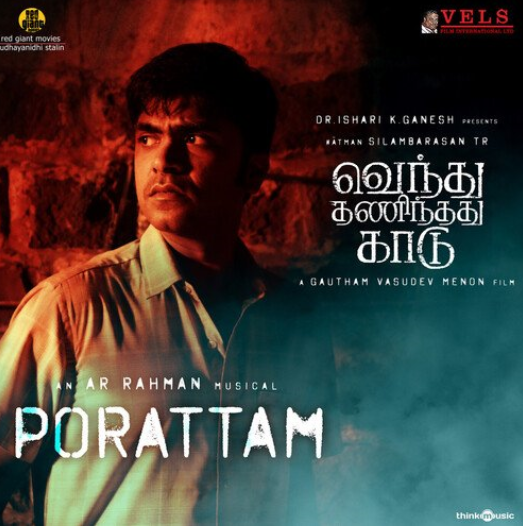 red giant movies
udhayanidhi stalin
VELS
FILM INTERNATIONAL LTD
DR.ISHARI K.GANESH PRESENTS
#ATMAN SILAMBARASAN TR
வெந்து
தணிந்தது
காடு
A GAUTHAM VASUDEV MENON FILM
AN AR RAHMAN MUSICAL
PORATTAM
think music